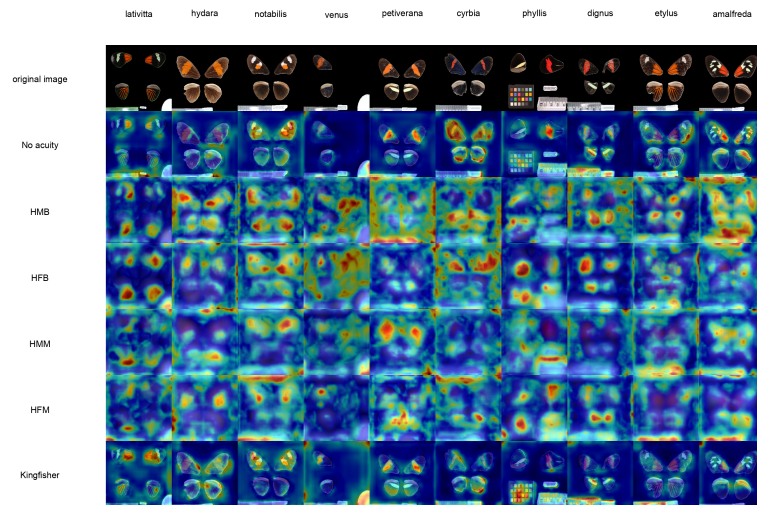 lativitta hydara notabilis venus petiverana cyrbia phyllis dignus etylus amalfreda
original image
No acuity
HMB
HFB
HMM
HFM
Kingfisher